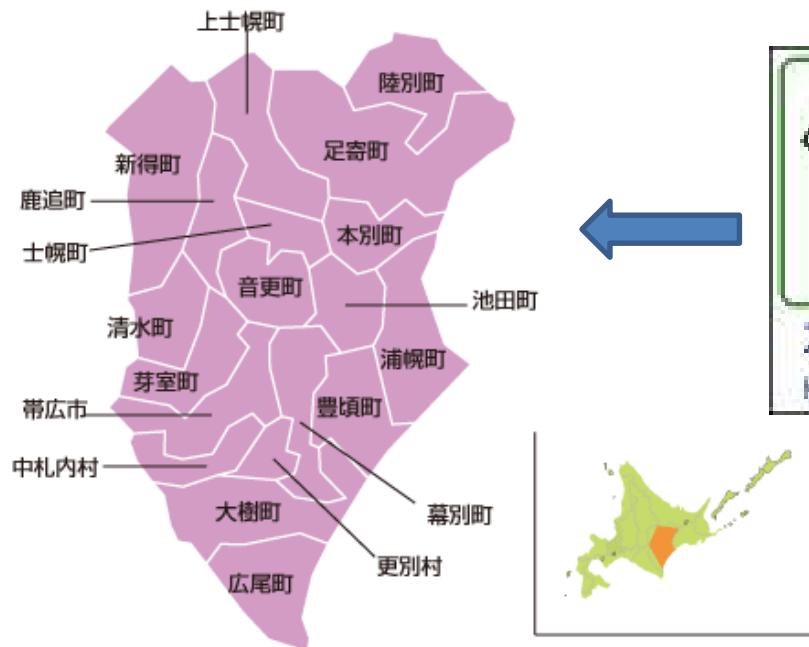 上士幌町
陸別町
足寄町
新得町
鹿追町
本別町
士幌町
音更町
池田町
清水町
浦幌町
芽室町
帯広市
豊頃町
中札内村
大樹町
幕別町
更別村
広尾町